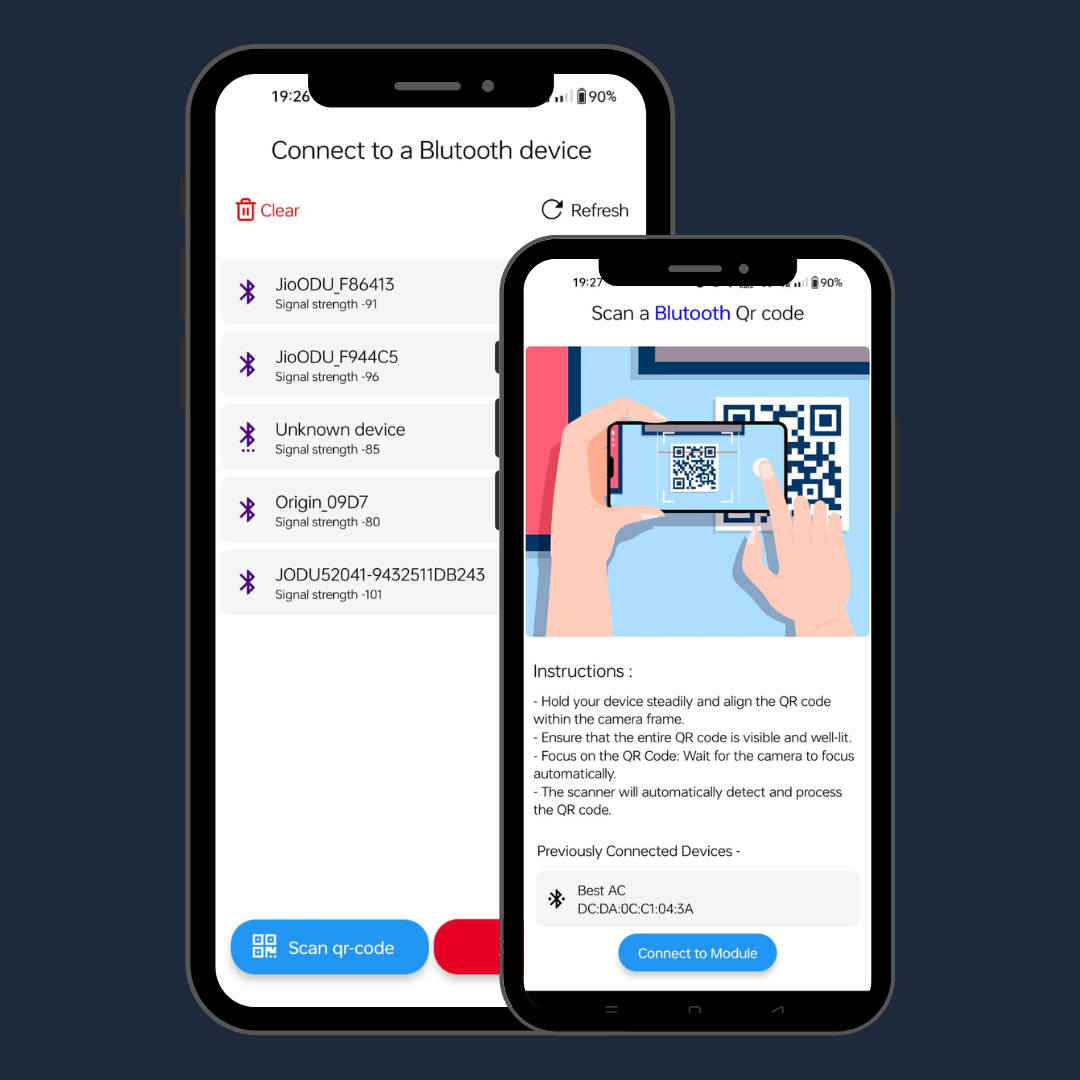 19:26
90%
Connect to a Blutooth device
Clear
Refresh
JioODU_F86413
Signal strength -91
JioODU_F944C5
Signal strength -96
Unknown device
Signal strength -85
Origin_09D7
Signal strength -80
JODU52041-9432511DB243
Signal strength -101
Scan qr-code
19:27
90%
Scan a Blutooth Qr code
Instructions :
- Hold your device steadily and align the QR code
within the camera frame.
- Ensure that the entire QR code is visible and well-lit.
- Focus on the QR Code: Wait for the camera to focus
automatically.
- The scanner will automatically detect and process
the QR code.
Previously Connected Devices -
Best AC
DC:DA:0C:C1:04:3A
Connect to Module